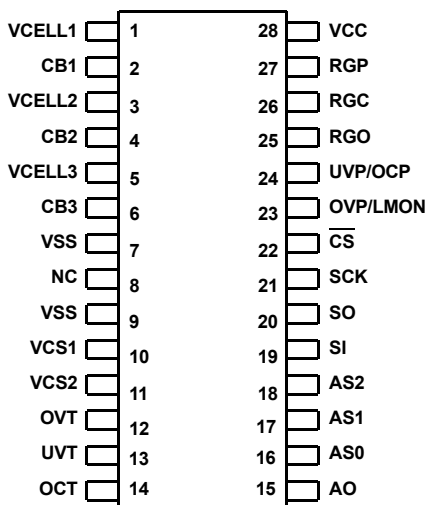 VCELL1 1 28 VCC
CB1 2 27 RGP
VCELL2 3 26 RGC
CB2 4 25 RGO
VCELL3 5 24 UVP/OCP
CB3 6 23 OVP/LMON
VSS 7 22 C̅S̅
NC 8 21 SCK
VSS 9 20 SO
VCS1 10 19 SI
VCS2 11 18 AS2
OVT 12 17 AS1
UVT 13 16 AS0
OCT 14 15 AO